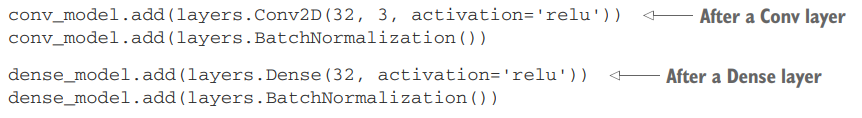 conv_model.add(layers.Conv2D(32, 3, activation='relu')) After a Conv layer
conv_model.add(layers.BatchNormalization())
dense_model.add(layers.Dense(32, activation='relu')) After a Dense layer
dense_model.add(layers.BatchNormalization())